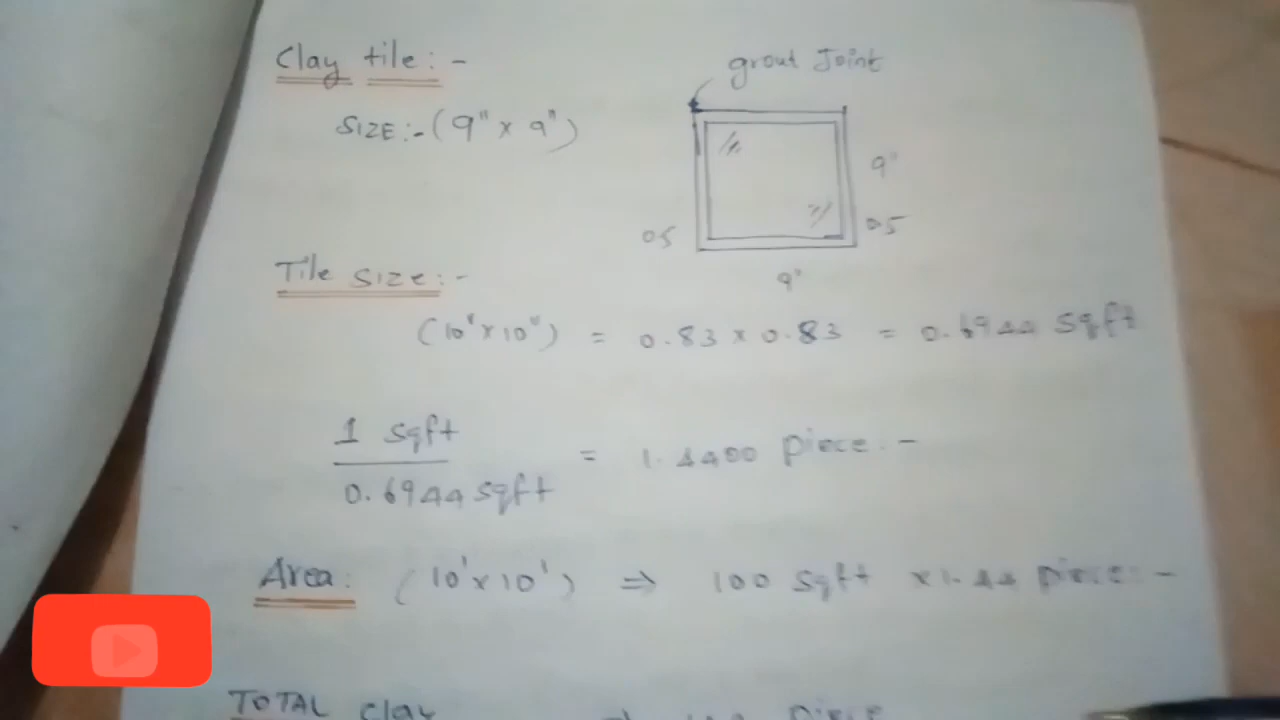 Clay tile:-
grout Joint
SIZE:-(9"x 9")
9"
05
05
9"
Tile SIZE:-
(10"x10") = 0.83 x 0.83 = 0.6944 Sqft
1 Sqft
0.6944 Sqft
= 1.4400 Piece.-
Area: (10'x10') ⇒ 100 Sqft x1.44 Piece:-
TOTAL Clay
Piece